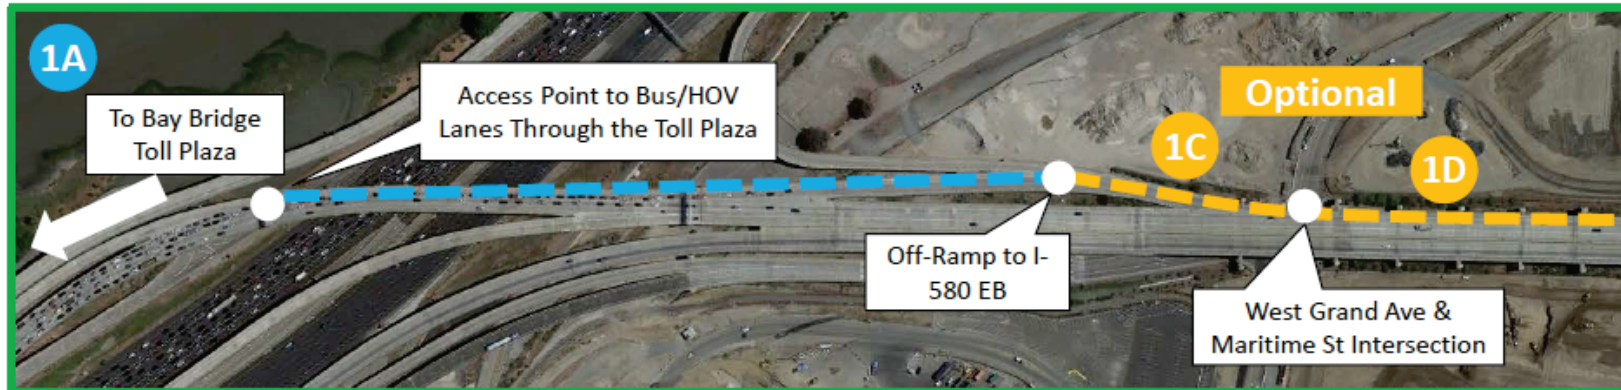 1A
To Bay Bridge
Toll Plaza
Access Point to Bus/HOV
Lanes Through the Toll Plaza
Optional
1C
1D
Off-Ramp to I-
580 EB
West Grand Ave &
Maritime St Intersection